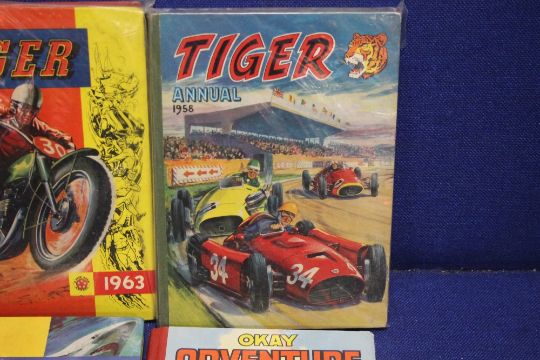 GER
30
1963
TIGER
ANNUAL
1958
34
34
OKAY
ADVENTURE